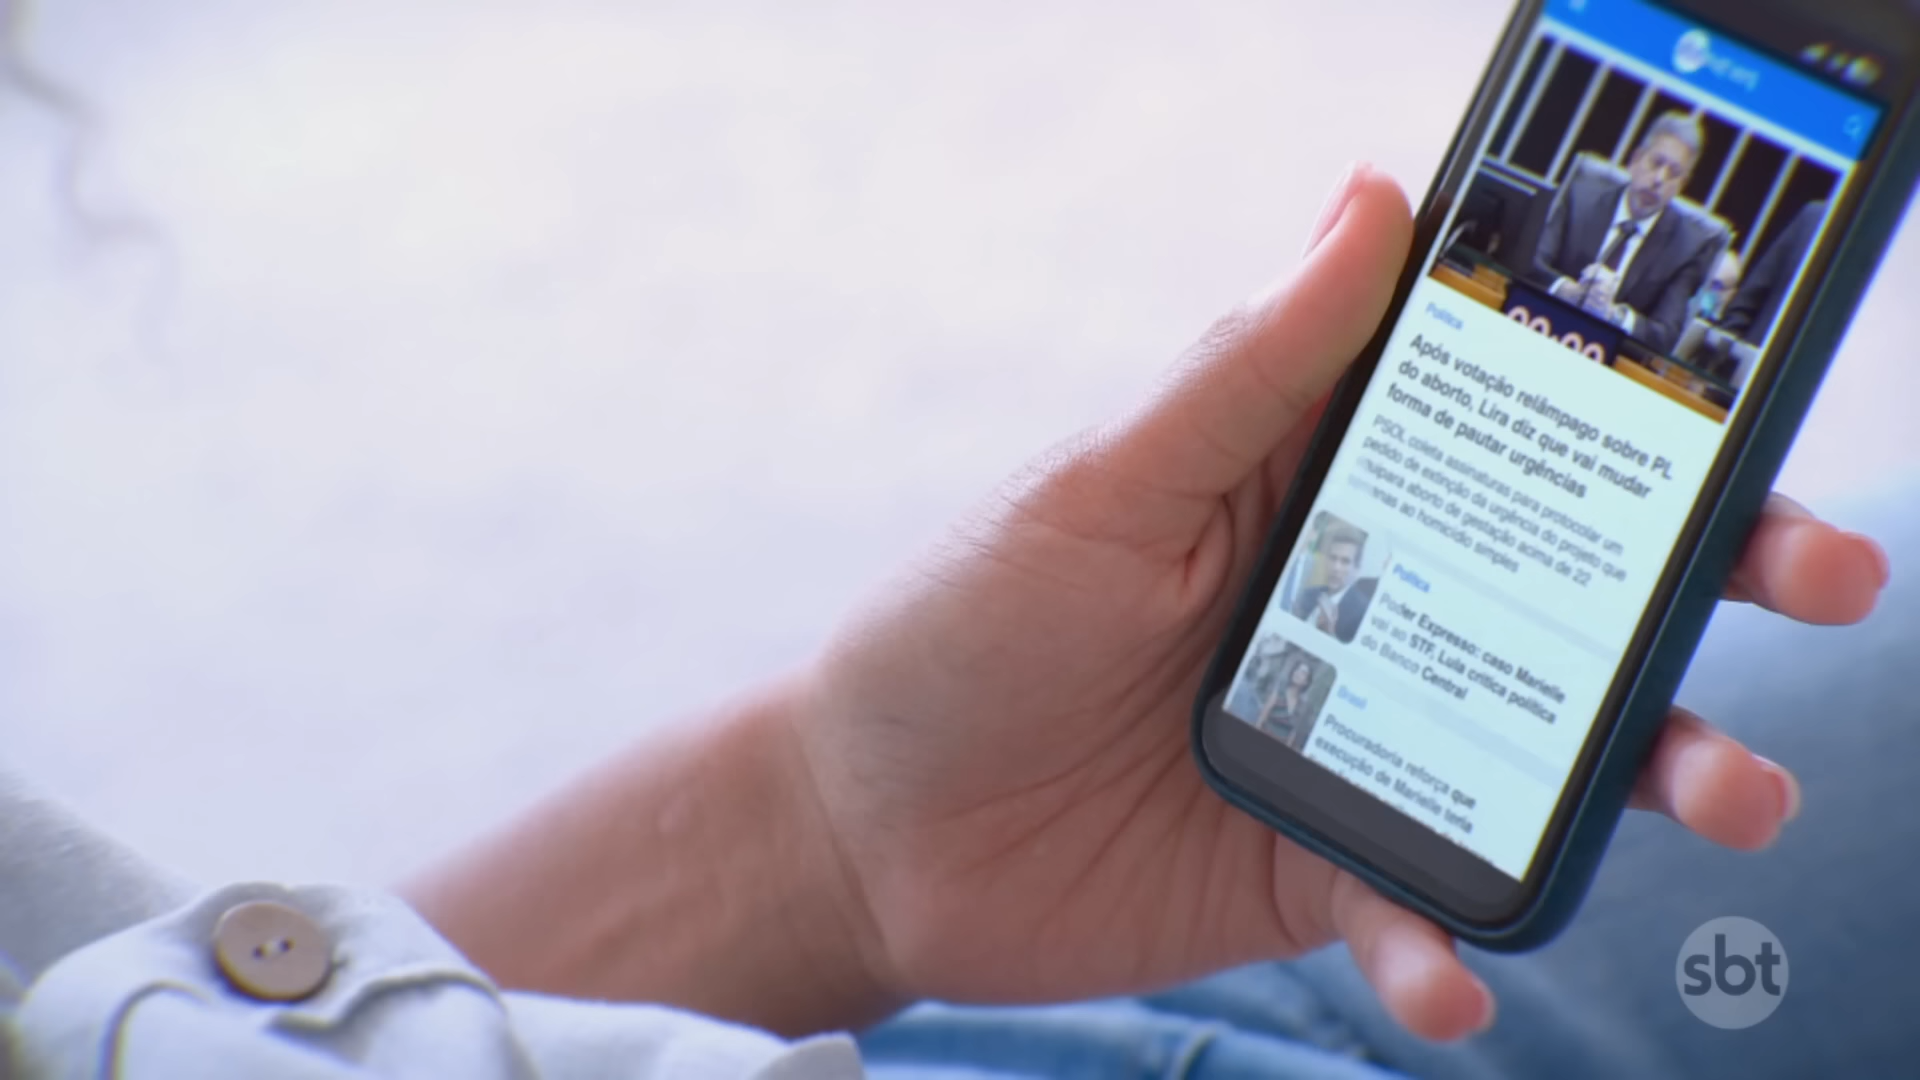 news
Política
00:00
Após votação relâmpago sobre PL
do aborto, Lira diz que vai mudar
forma de pautar urgências
PSOL coleta assinaturas para protocolar um
pedido de extinção da urgência do projeto que
aborto de gestação acima de 22
ao homicídio simples
Política
Poder Expresso: caso Marielle
vai ao STF, Lula critica política
do Banco Central
Brasil
Procuradoria reforça que
execução de Marielle teria
sbt